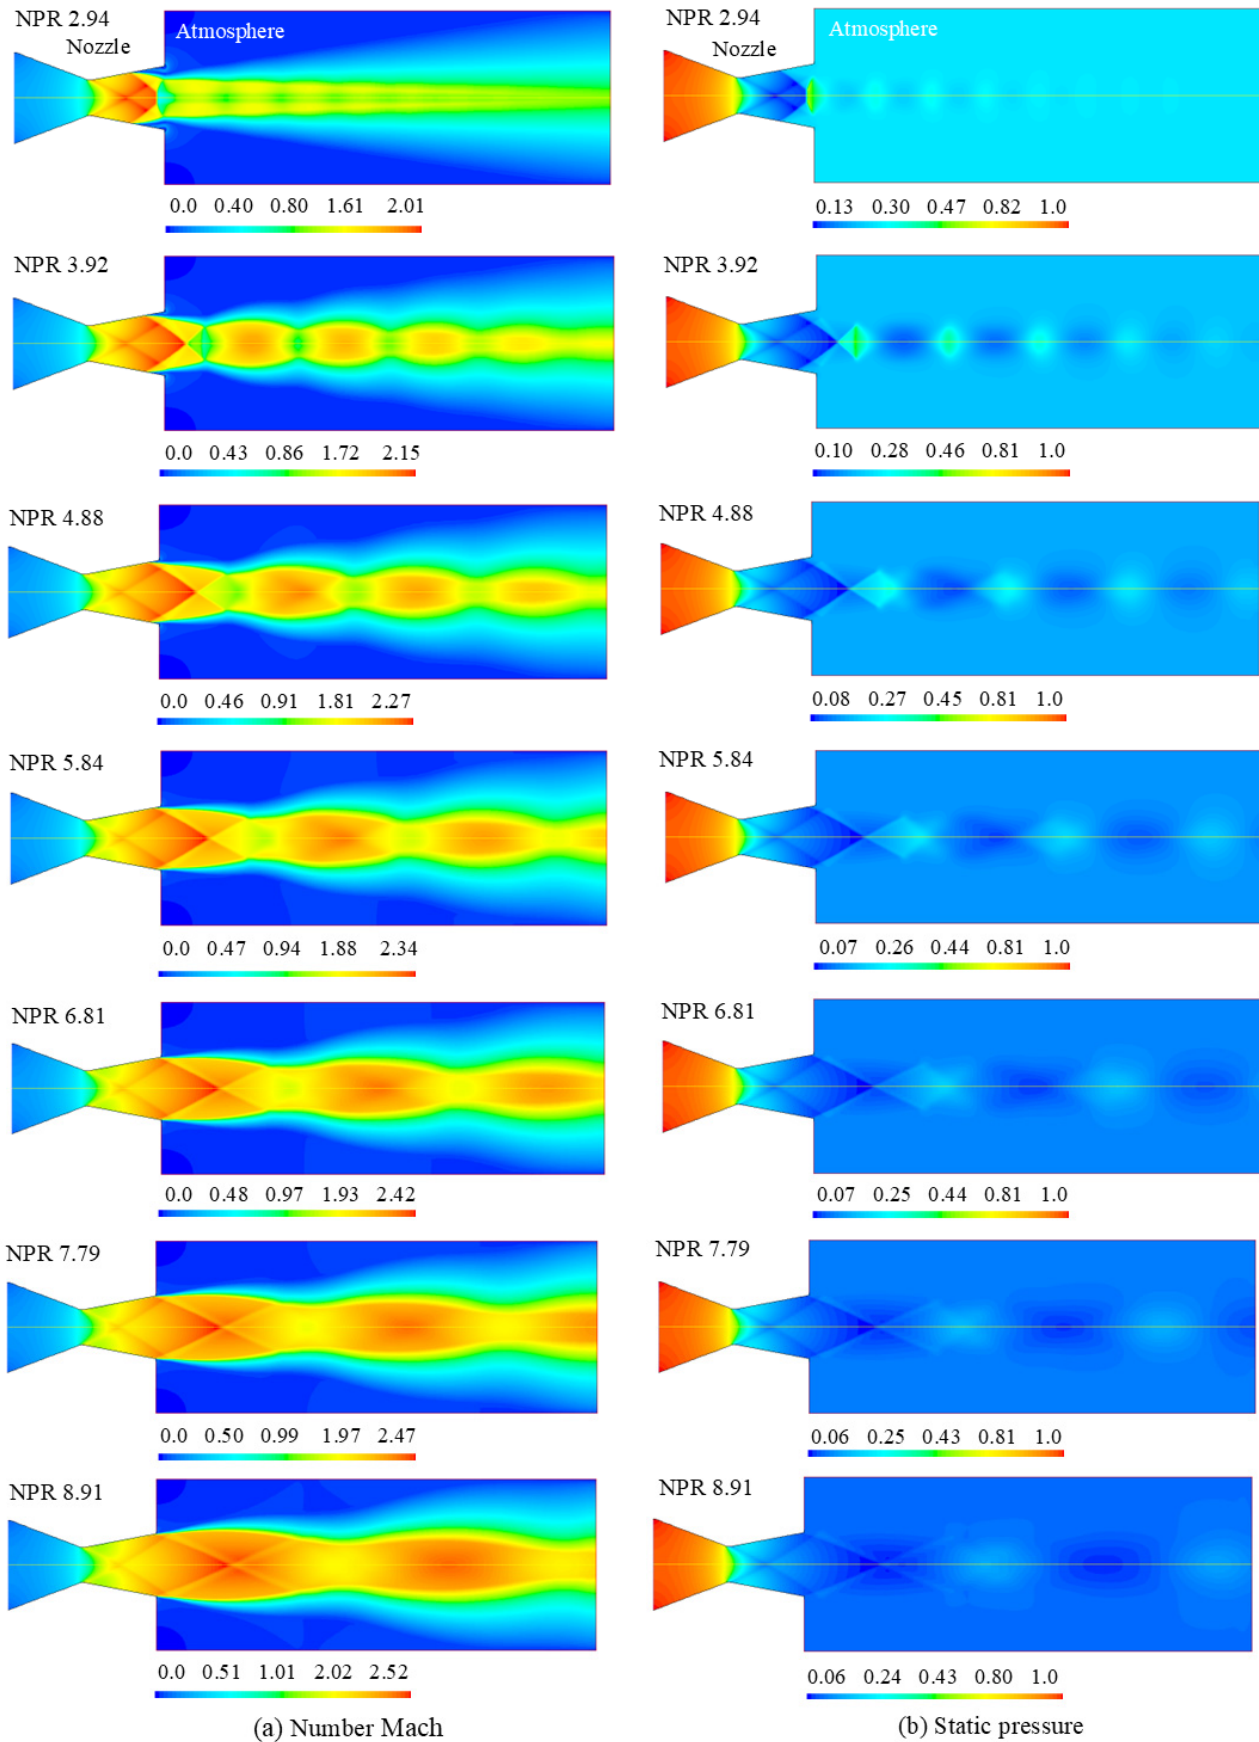 NPR 2.94
Nozzle
Atmosphere
0.0 0.40 0.80 1.61 2.01
NPR 2.94
Nozzle
Atmosphere
0.13 0.30 0.47 0.82 1.0
NPR 3.92
0.0 0.43 0.86 1.72 2.15
NPR 3.92
0.10 0.28 0.46 0.81 1.0
NPR 4.88
0.0 0.46 0.91 1.81 2.27
NPR 4.88
0.08 0.27 0.45 0.81 1.0
NPR 5.84
0.0 0.47 0.94 1.88 2.34
NPR 5.84
0.07 0.26 0.44 0.81 1.0
NPR 6.81
0.0 0.48 0.97 1.93 2.42
NPR 6.81
0.07 0.25 0.44 0.81 1.0
NPR 7.79
0.0 0.50 0.99 1.97 2.47
NPR 7.79
0.06 0.25 0.43 0.81 1.0
NPR 8.91
0.0 0.51 1.01 2.02 2.52
NPR 8.91
0.06 0.24 0.43 0.80 1.0
(a) Number Mach
(b) Static pressure